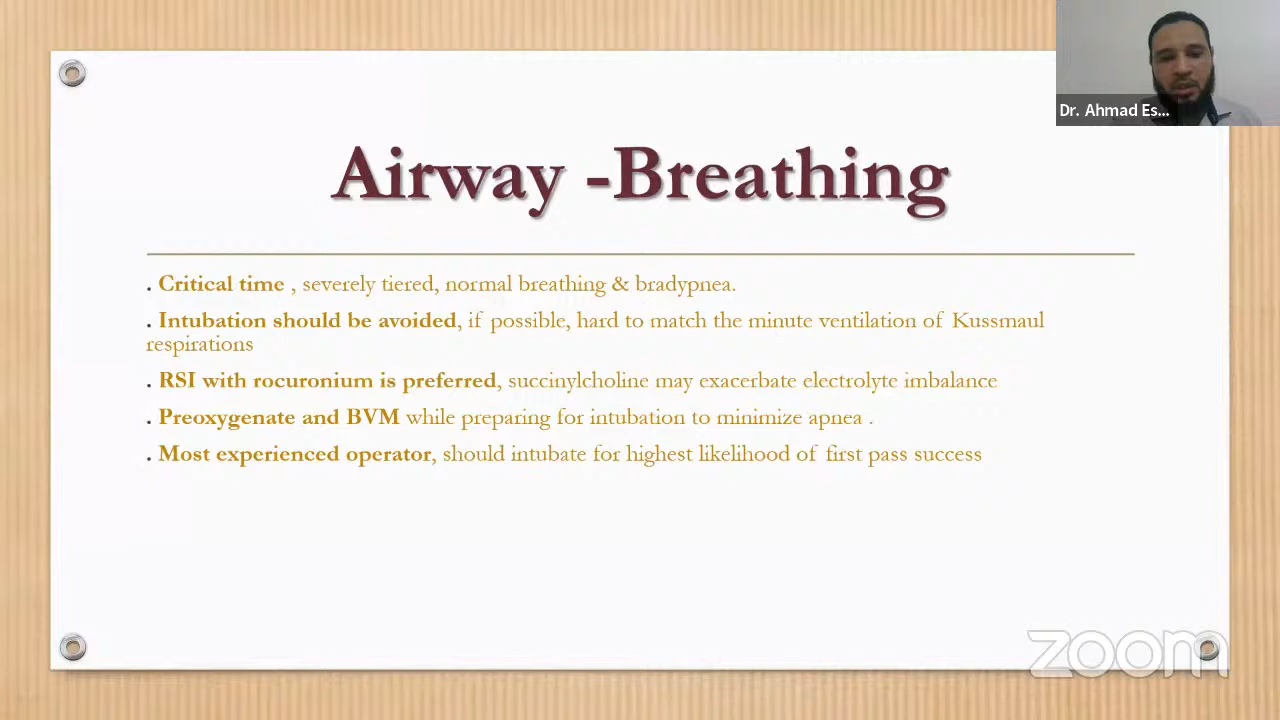 Dr. Ahmad Es...
Airway -Breathing
. Critical time , severely tiered, normal breathing & bradypnea.
. Intubation should be avoided, if possible, hard to match the minute ventilation of Kussmaul
respirations
. RSI with rocuronium is preferred, succinylcholine may exacerbate electrolyte imbalance
. Preoxygenate and BVM while preparing for intubation to minimize apnea .
. Most experienced operator, should intubate for highest likelihood of first pass success
zoom